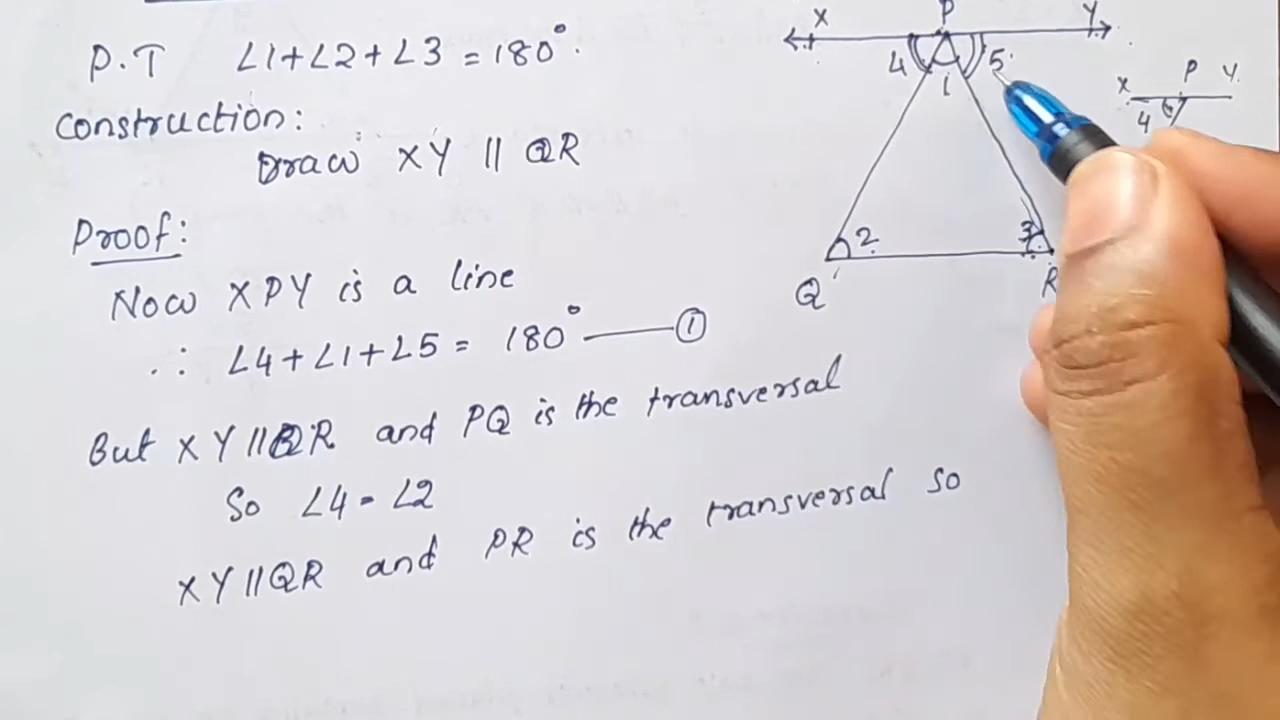 P.T ∠1+∠2+∠3 = 180°.
Construction:
Draw XY || QR
Proof:
Now XPY is a line
∴ ∠4+∠1+∠5 = 180° —— ①
But XY||QR and PQ is the transversal
So ∠4 = ∠2
XY||QR and PR is the transversal so
X P Y
4 1 5
2 3
Q R
X P Y
4